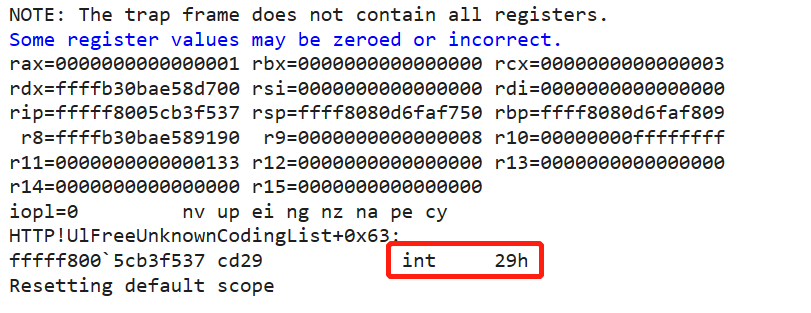 NOTE: The trap frame does not contain all registers.
Some register values may be zeroed or incorrect.
rax=0000000000000001 rbx=0000000000000000 rcx=0000000000000003
rdx=ffffb30bae58d700 rsi=0000000000000000 rdi=0000000000000000
rip=fffff8005cb3f537 rsp=ffff8080d6faf750 rbp=ffff8080d6faf809
r8=ffffb30bae589190 r9=0000000000000008 r10=00000000ffffffff
r11=0000000000000133 r12=0000000000000000 r13=0000000000000000
r14=0000000000000000 r15=0000000000000000
iopl=0 nv up ei ng nz na pe cy
HTTP!UlFreeUnknownCodingList+0x63:
fffff800`5cb3f537 cd29 int 29h
Resetting default scope